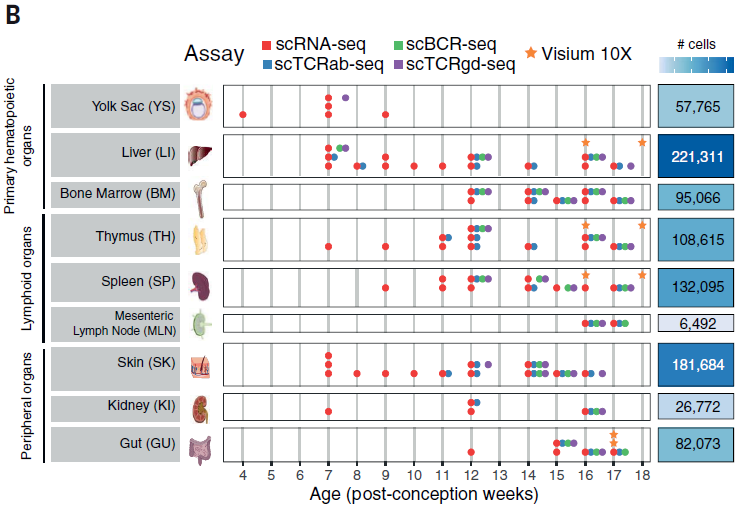 B
Assay
scRNA-seq
scBCR-seq
Visium 10X
scTCRab-seq
scTCRgd-seq
# cells
Primary hematopoietic
organs
Yolk Sac (YS)
57,765
Liver (LI)
221,311
Bone Marrow (BM)
95,066
Lymphoid organs
Thymus (TH)
108,615
Spleen (SP)
132,095
Mesenteric
Lymph Node (MLN)
6,492
Peripheral organs
Skin (SK)
181,684
Kidney (KI)
26,772
Gut (GU)
82,073
4 5 6 7 8 9 10 11 12 13 14 15 16 17 18
Age (post-conception weeks)